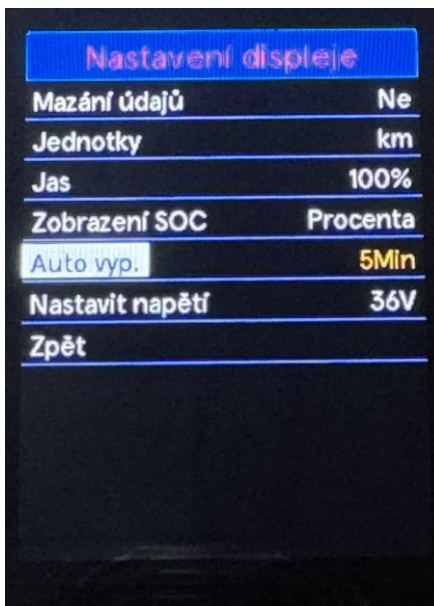 Nastavení displeje
Mazání údajů Ne
Jednotky km
Jas 100%
Zobrazení SOC Procenta
Auto vyp. 5Min
Nastavit napětí 36V
Zpět